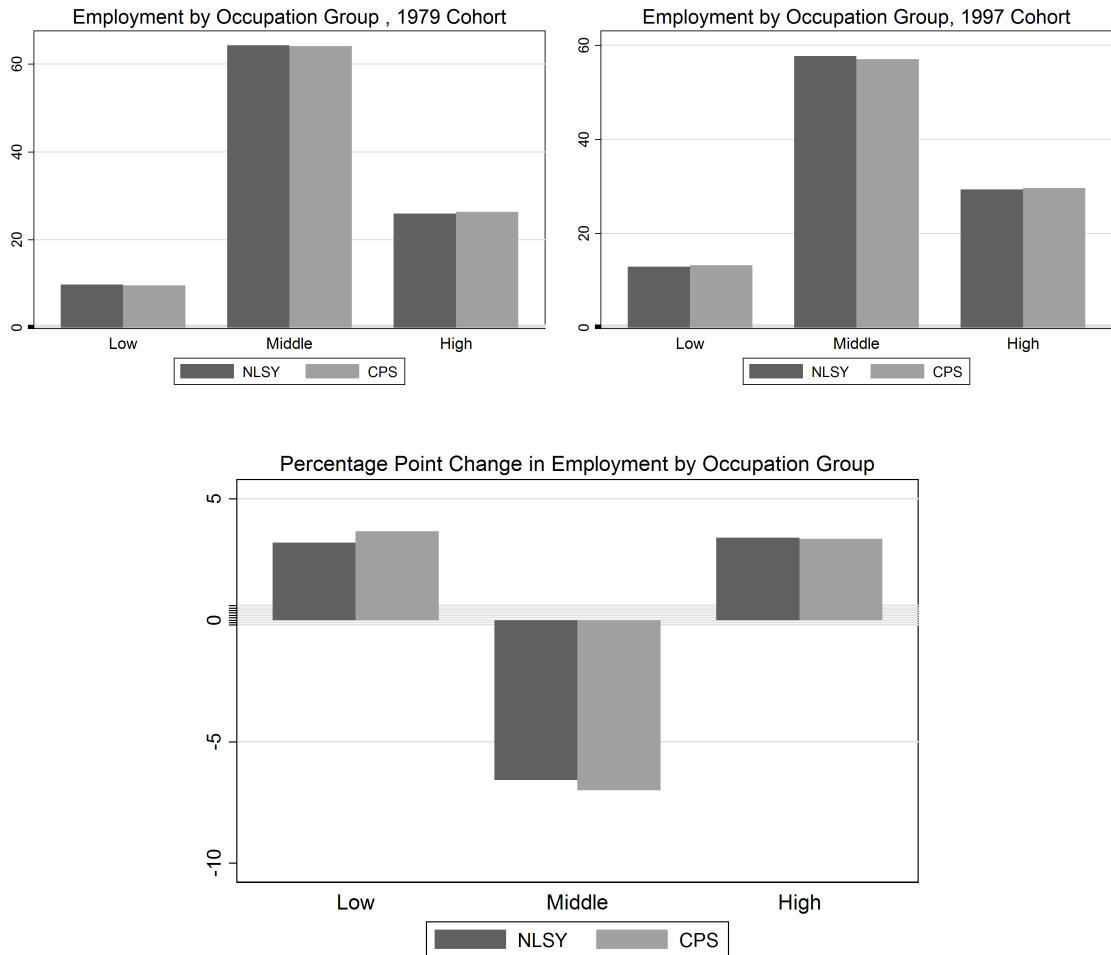 Employment by Occupation Group , 1979 Cohort
60
40
20
0
Low Middle High
NLSY CPS
Employment by Occupation Group, 1997 Cohort
60
40
20
0
Low Middle High
NLSY CPS
Percentage Point Change in Employment by Occupation Group
5
0
-5
-10
Low Middle High
NLSY CPS